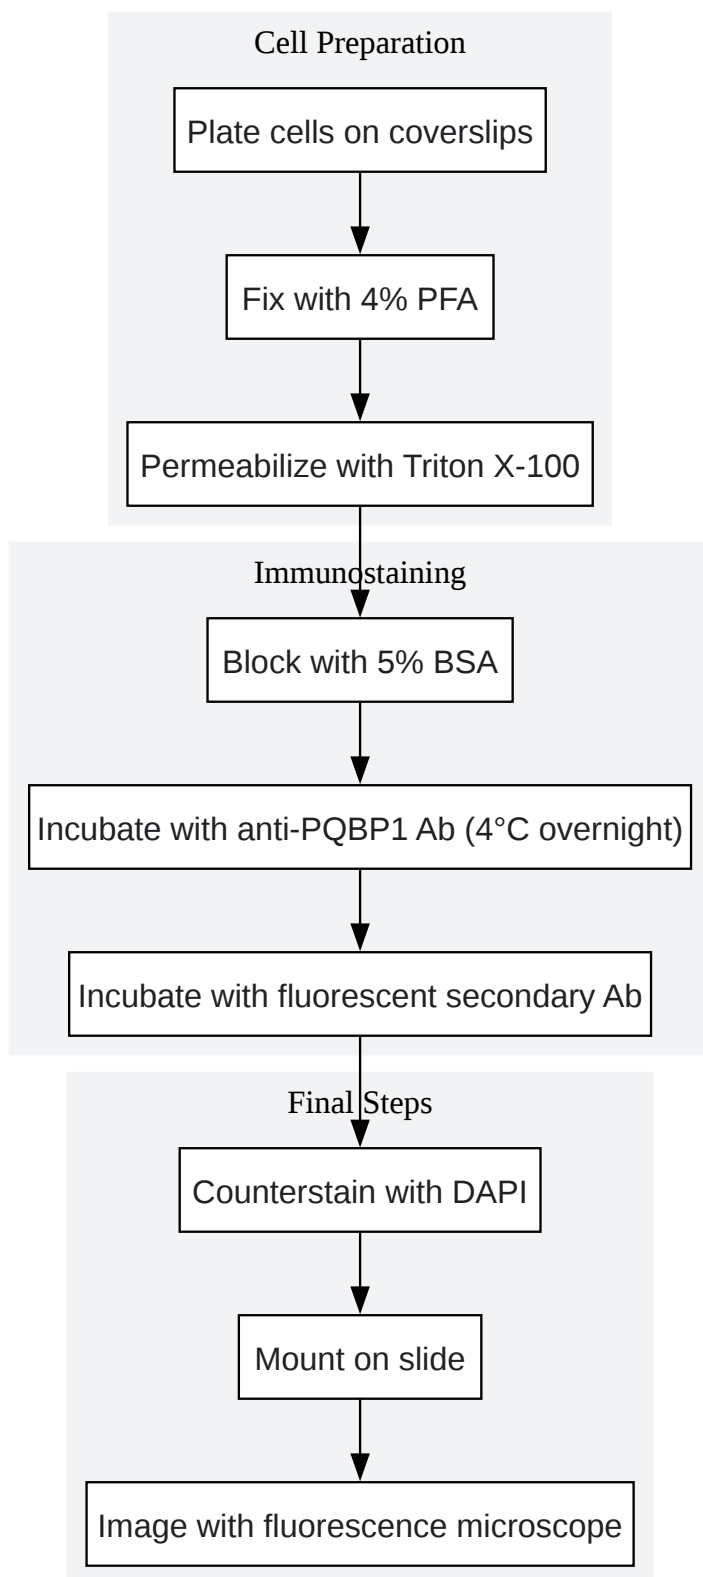 Cell Preparation
Plate cells on coverslips
Fix with 4% PFA
Permeabilize with Triton X-100
Immunostaining
Block with 5% BSA
Incubate with anti-PQBP1 Ab (4°C overnight)
Incubate with fluorescent secondary Ab
Final Steps
Counterstain with DAPI
Mount on slide
Image with fluorescence microscope